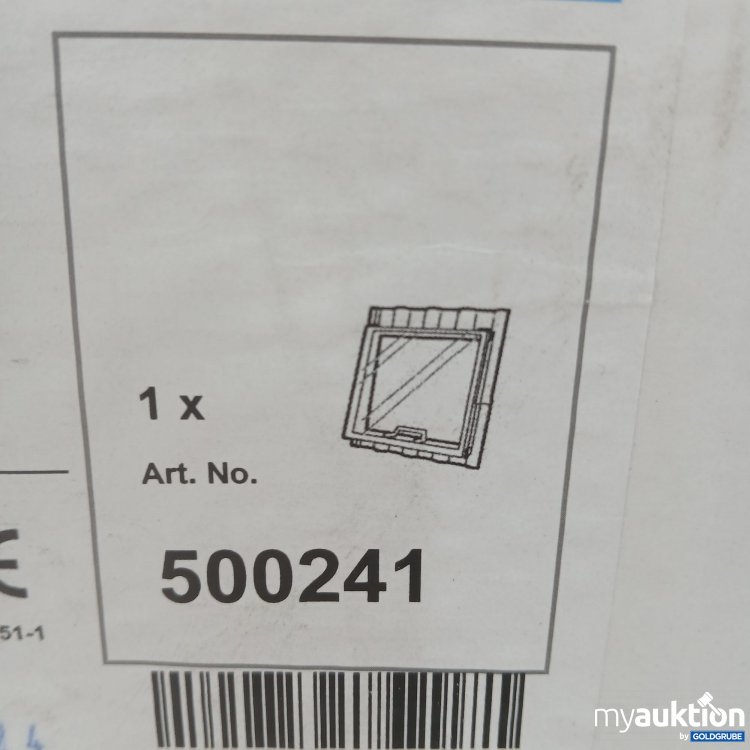 1 x
Art. No.
500241
51-1
myauktion
by GOLDGRUBE